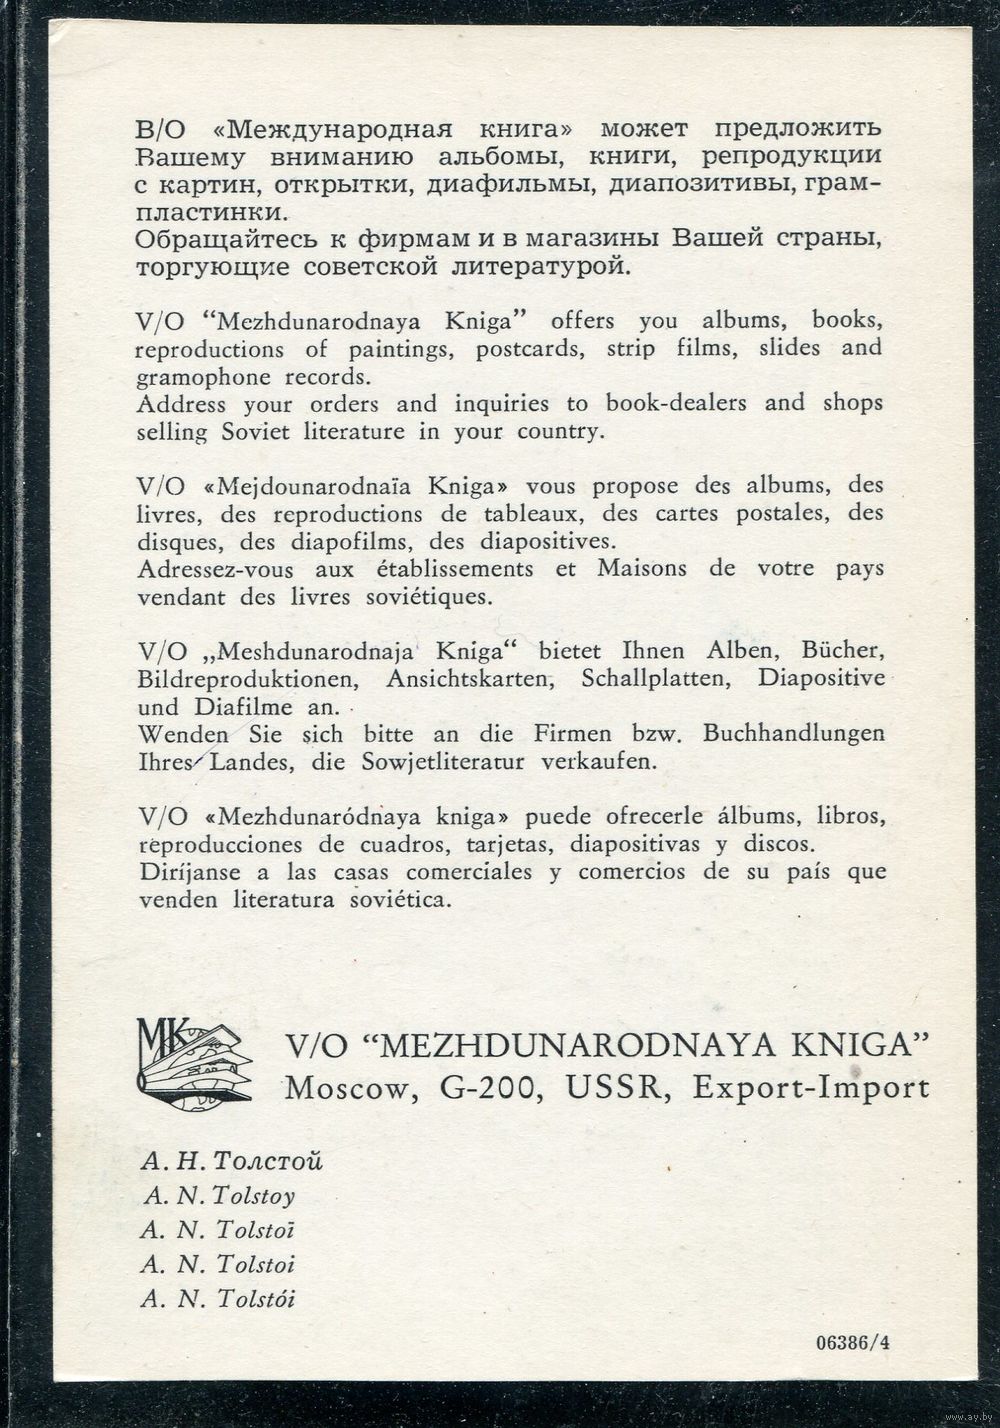 В/О «Международная книга» может предложить
Вашему вниманию альбомы, книги, репродукции
с картин, открытки, диафильмы, диапозитивы, грам-
пластинки.
Обращайтесь к фирмам и в магазины Вашей страны,
торгующие советской литературой.
V/O “Mezhdunarodnaya Kniga” offers you albums, books,
reproductions of paintings, postcards, strip films, slides and
gramophone records.
Address your orders and inquiries to book-dealers and shops
selling Soviet literature in your country.
V/O «Mejdounarodnaïa Kniga» vous propose des albums, des
livres, des reproductions de tableaux, des cartes postales, des
disques, des diapofilms, des diapositives.
Adressez-vous aux établissements et Maisons de votre pays
vendant des livres soviétiques.
V/O „Meshdunarodnaja Kniga“ bietet Ihnen Alben, Bücher,
Bildreproduktionen, Ansichtskarten, Schallplatten, Diapositive
und Diafilme an.
Wenden Sie sich bitte an die Firmen bzw. Buchhandlungen
Ihres Landes, die Sowjetliteratur verkaufen.
V/O «Mezhdunaródnaya kniga» puede ofrecerle álbums, libros,
reproducciones de cuadros, tarjetas, diapositivas y discos.
Diríjanse a las casas comerciales y comercios de su país que
venden literatura soviética.
МК
V/O “MEZHDUNARODNAYA KNIGA”
Moscow, G-200, USSR, Export-Import
А. Н. Толстой
A. N. Tolstoy
A. N. Tolstoï
A. N. Tolstoi
A. N. Tolstói
06386/4
www.ay.by